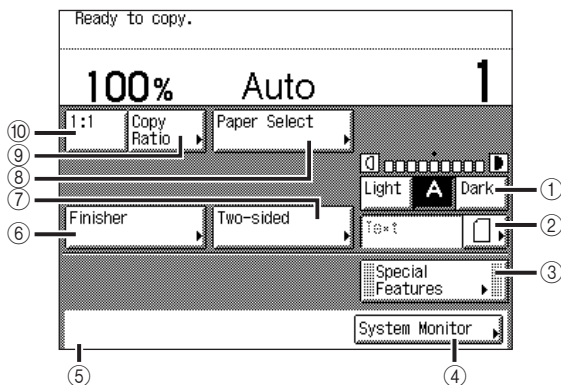 Ready to copy.
100% Auto 1
1:1 Copy Ratio Paper Select
⑩
⑨
⑧
Light A Dark ①
⑦
Finisher Two-sided Text ②
⑥
Special Features ③
System Monitor
⑤ ④